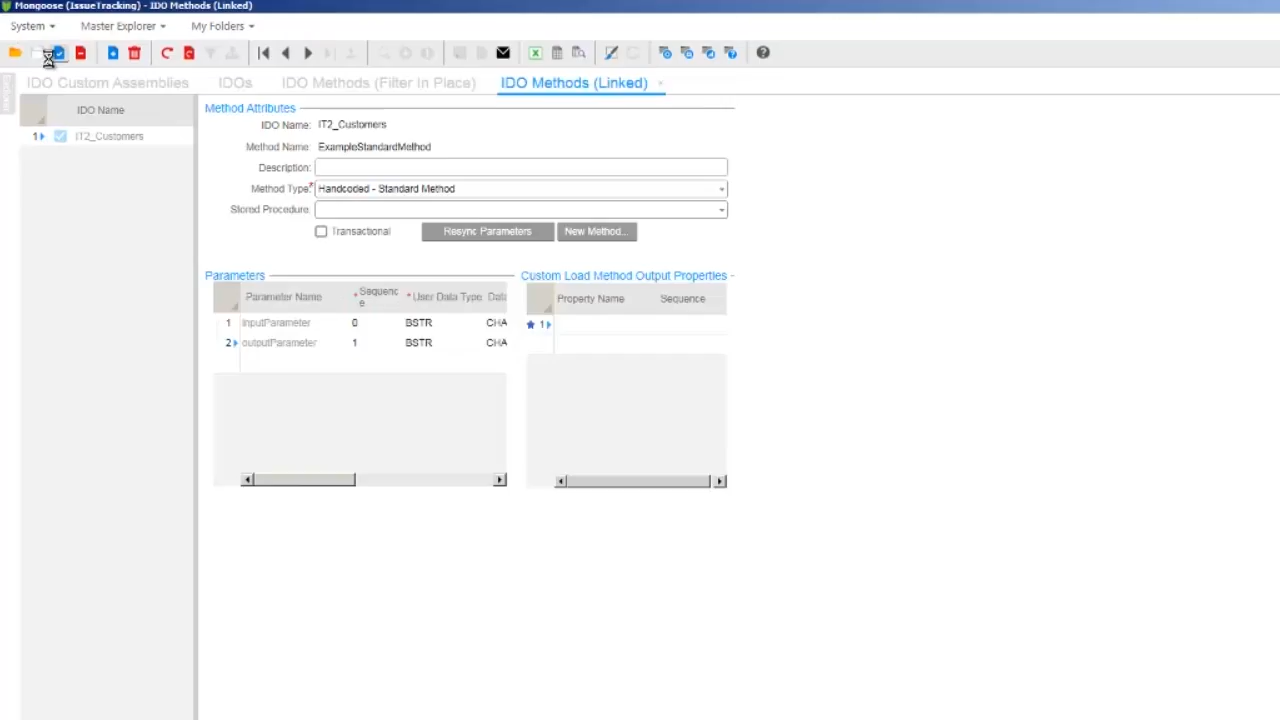 Mongoose (IssueTracking) - IDO Methods (Linked)
System Master Explorer My Folders
IDO Custom Assemblies IDOs IDO Methods (Filter In Place) IDO Methods (Linked)
IDO Name
1 IT2_Customers
Method Attributes
IDO Name: IT2_Customers
Method Name: ExampleStandardMethod
Description:
Method Type:* Handcoded - Standard Method
Stored Procedure:
Transactional Resync Parameters New Method...
Parameters
Parameter Name * Sequence * User Data Type Data
1 inputParameter 0 BSTR CHA
2 outputParameter 1 BSTR CHA
Custom Load Method Output Properties
Property Name Sequence
1